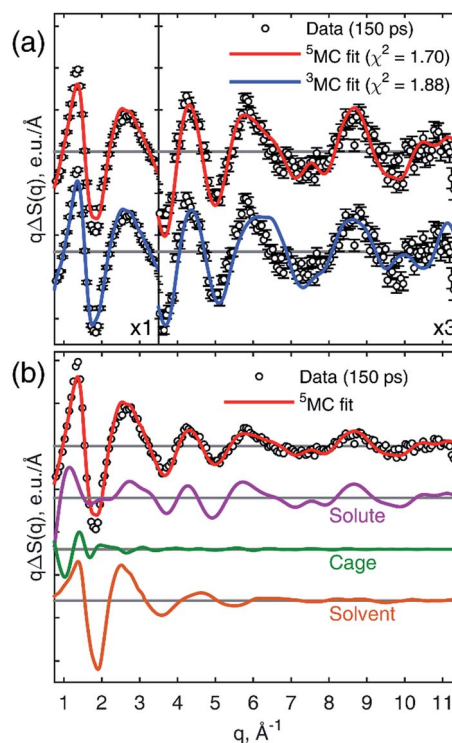 (a)
Data (150 ps)
⁵MC fit (χ² = 1.70)
³MC fit (χ² = 1.88)
qΔS(q), e.u./Å
x1
x3
(b)
Data (150 ps)
⁵MC fit
qΔS(q), e.u./Å
Solute
Cage
Solvent
1 2 3 4 5 6 7 8 9 10 11
q, Å⁻¹